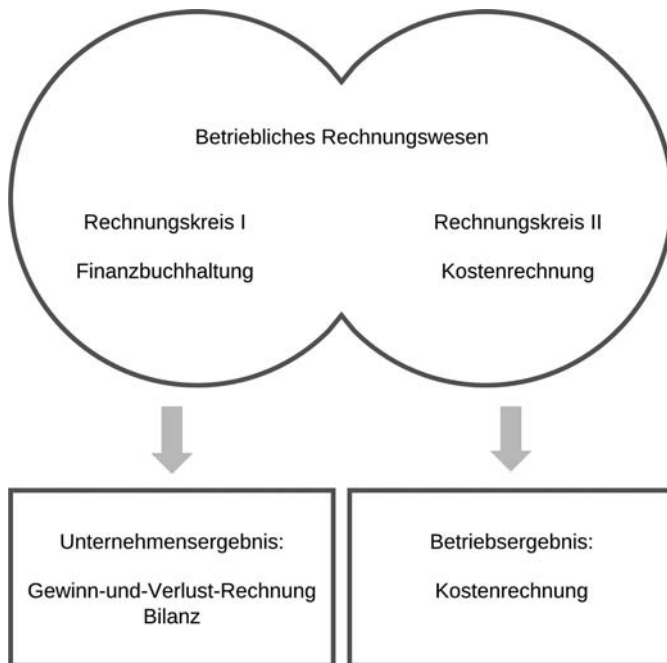 Betriebliches Rechnungswesen
Rechnungskreis I
Finanzbuchhaltung
Rechnungskreis II
Kostenrechnung
Unternehmensergebnis:
Gewinn-und-Verlust-Rechnung
Bilanz
Betriebsergebnis:
Kostenrechnung